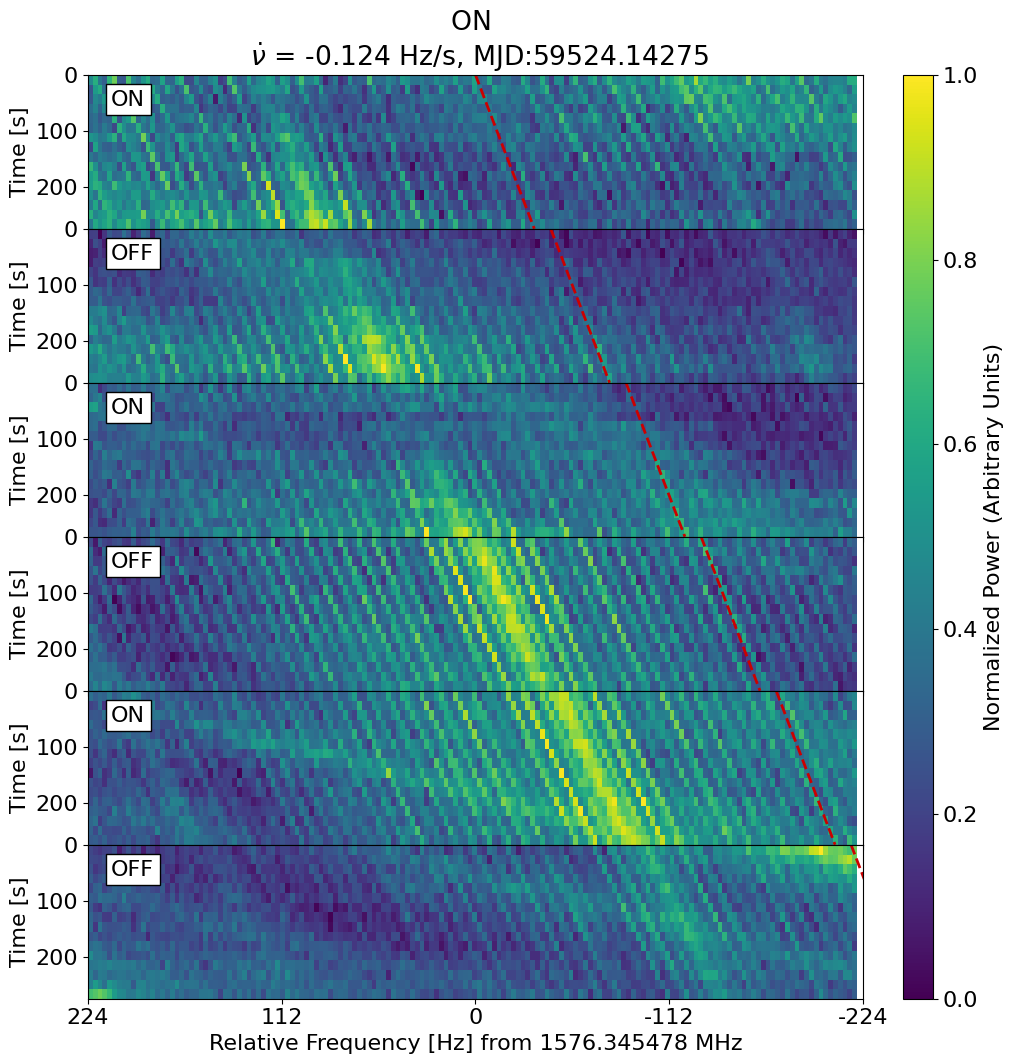 ON
ν̇ = -0.124 Hz/s, MJD:59524.14275
0
ON
100
Time [s]
200
0
OFF
100
Time [s]
200
0
ON
100
Time [s]
200
0
OFF
100
Time [s]
200
0
ON
100
Time [s]
200
0
OFF
100
Time [s]
200
224 112 0 -112 -224
Relative Frequency [Hz] from 1576.345478 MHz
1.0
0.8
0.6
0.4
0.2
0.0
Normalized Power (Arbitrary Units)